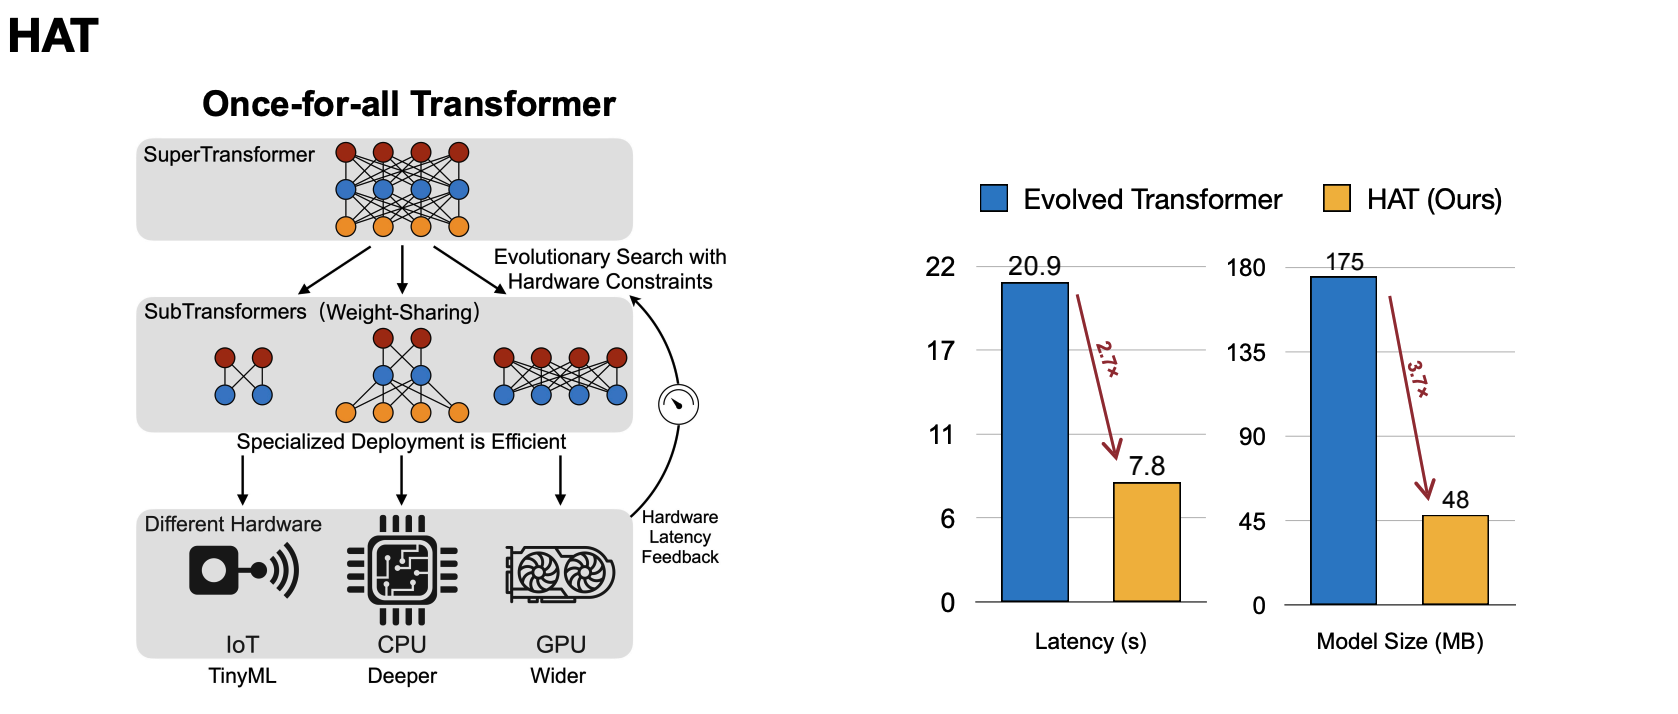 HAT
Once-for-all Transformer
SuperTransformer
Evolutionary Search with
Hardware Constraints
SubTransformers (Weight-Sharing)
Specialized Deployment is Efficient
Different Hardware
Hardware
Latency
Feedback
IoT CPU GPU
TinyML Deeper Wider
Evolved Transformer HAT (Ours)
22
17
11
6
0
20.9
2.7×
7.8
Latency (s)
180
135
90
45
0
175
3.7×
48
Model Size (MB)